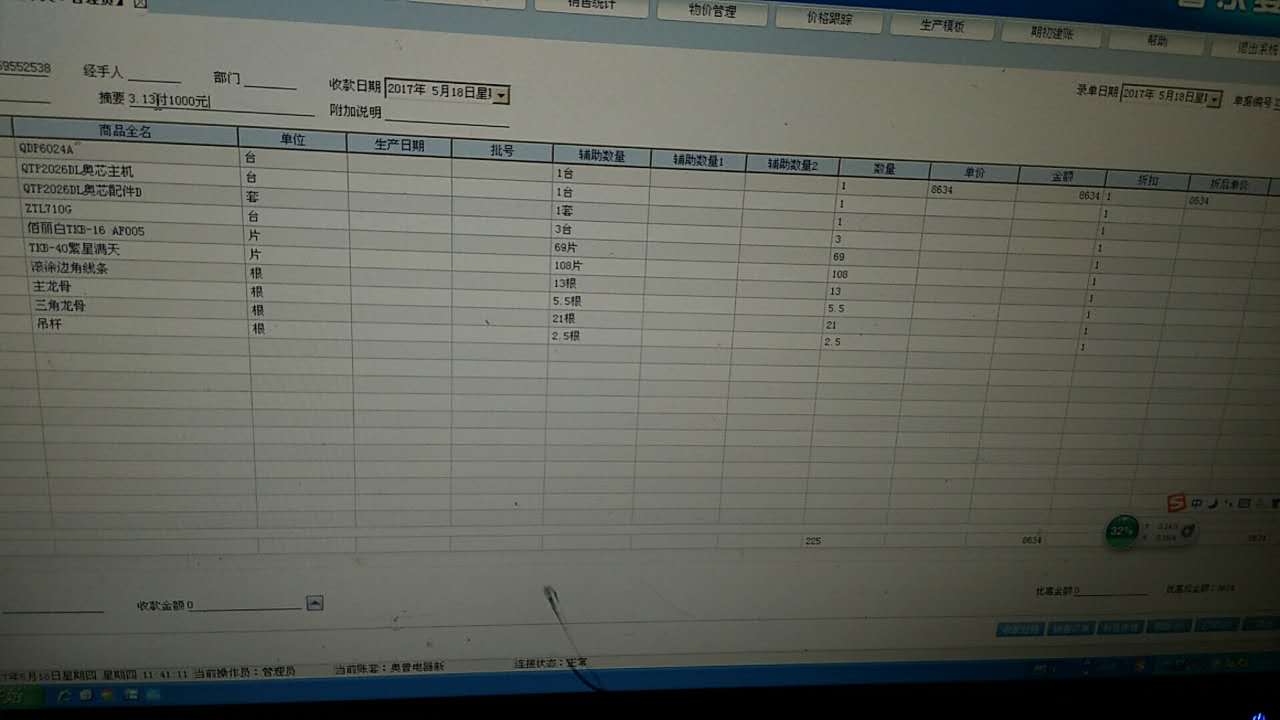 管理员】
销售统计 物价管理 价格跟踪 生产模板 期初建账 帮助 退出系统
59552538 经手人 部门 收款日期 2017年 5月18日星 录单日期 2017年 5月18日星 单据编号
摘要 3.13付1000元 附加说明
商品全名 单位 生产日期 批号 辅助数量 辅助数量1 辅助数量2 数量 单价 金额 折扣 折后单价
QDP6024A 台 1台 1 8634 8634 1 8634
QTP2026DL奥芯主机 台 1台 1 1
QTP2026DL奥芯配件D 套 1套 1 1
ZTL710G 台 3台 3 1
佰丽白TKB-16 AF005 片 69片 69 1
TKB-40繁星满天 片 108片 108 1
滚涂边角线条 根 13根 13 1
主龙骨 根 5.5根 5.5 1
三角龙骨 根 21根 21 1
吊杆 根 2.5根 2.5 1
225 8634
中
32%
收款金额 0 优惠金额 0 优惠后金额
7年5月18日星期四 星期四 11:41:11 当前操作员：管理员 当前账套：奥普电器新 连接状态：正常